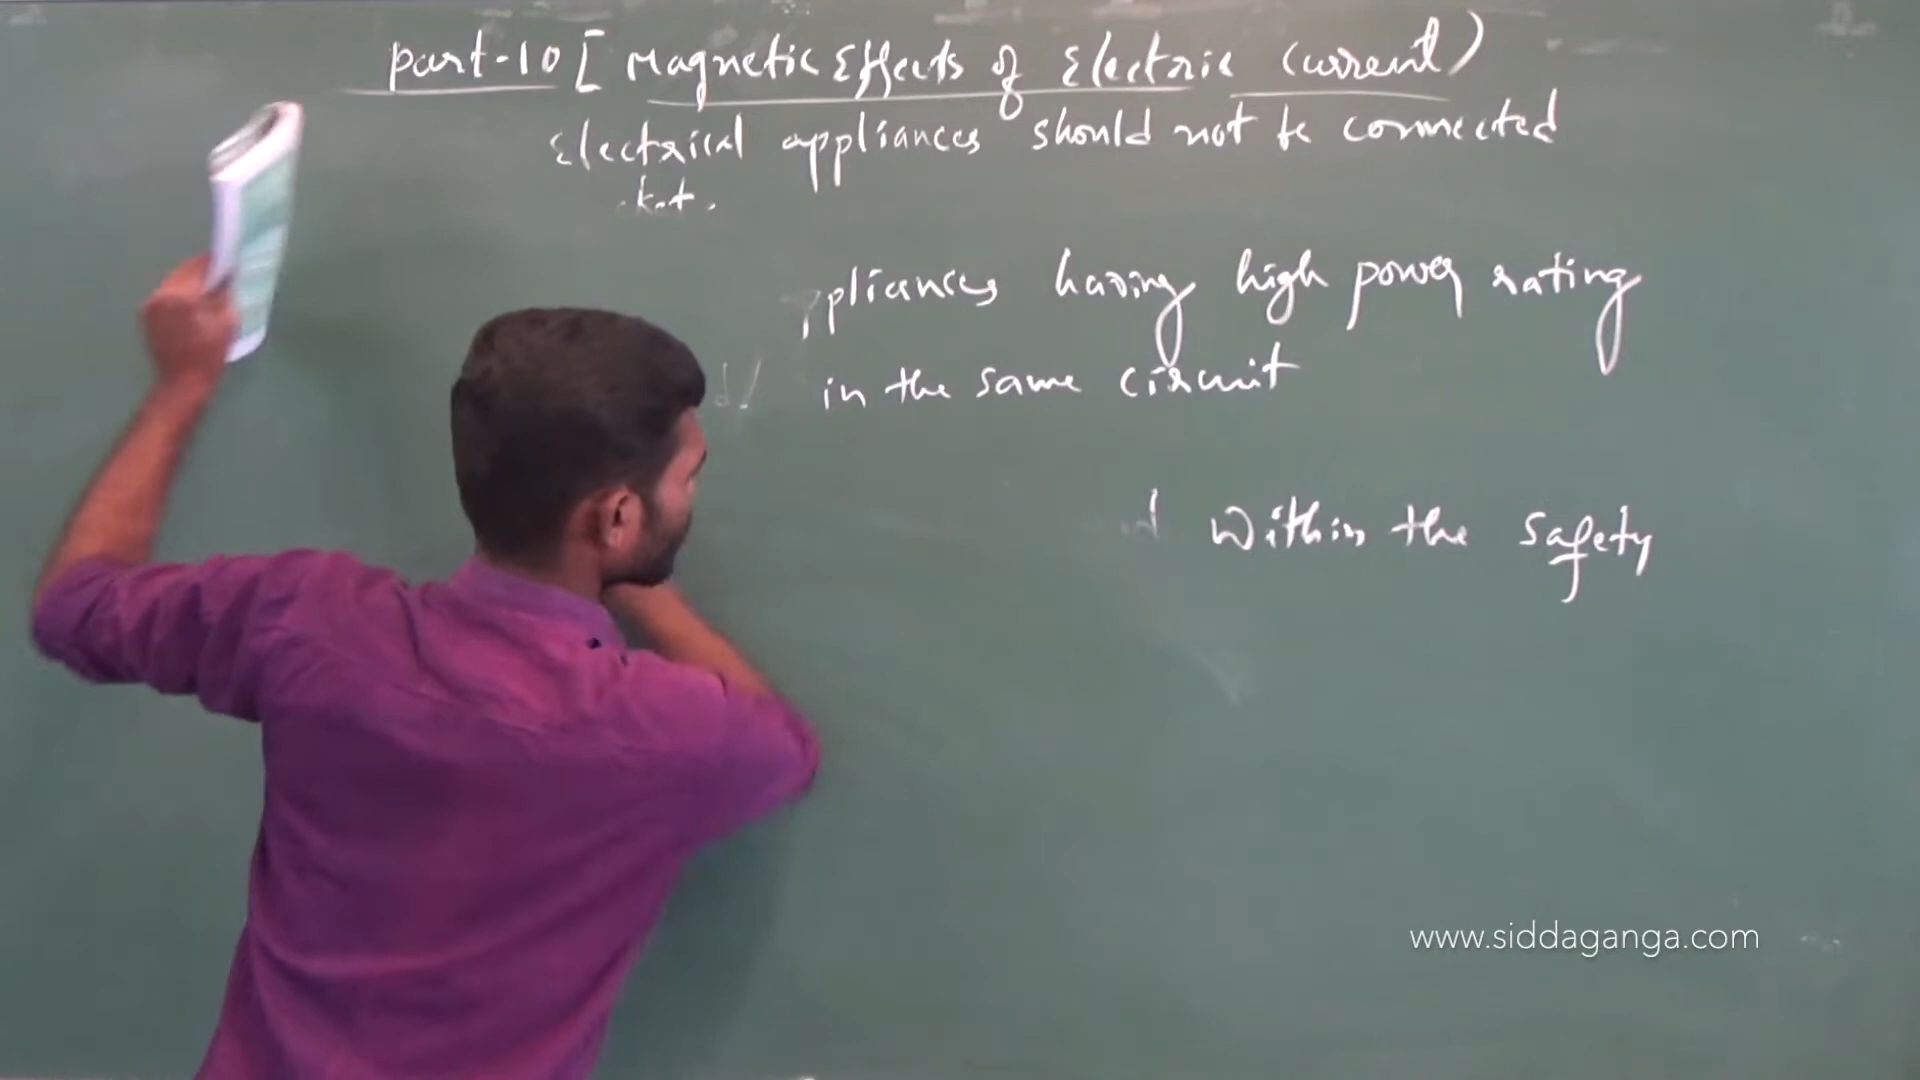 Part-10 [Magnetic Effects of Electric Current)
Electrical appliances should not be connected
ppliances having high power rating
in the same circuit
within the safety
www.siddaganga.com